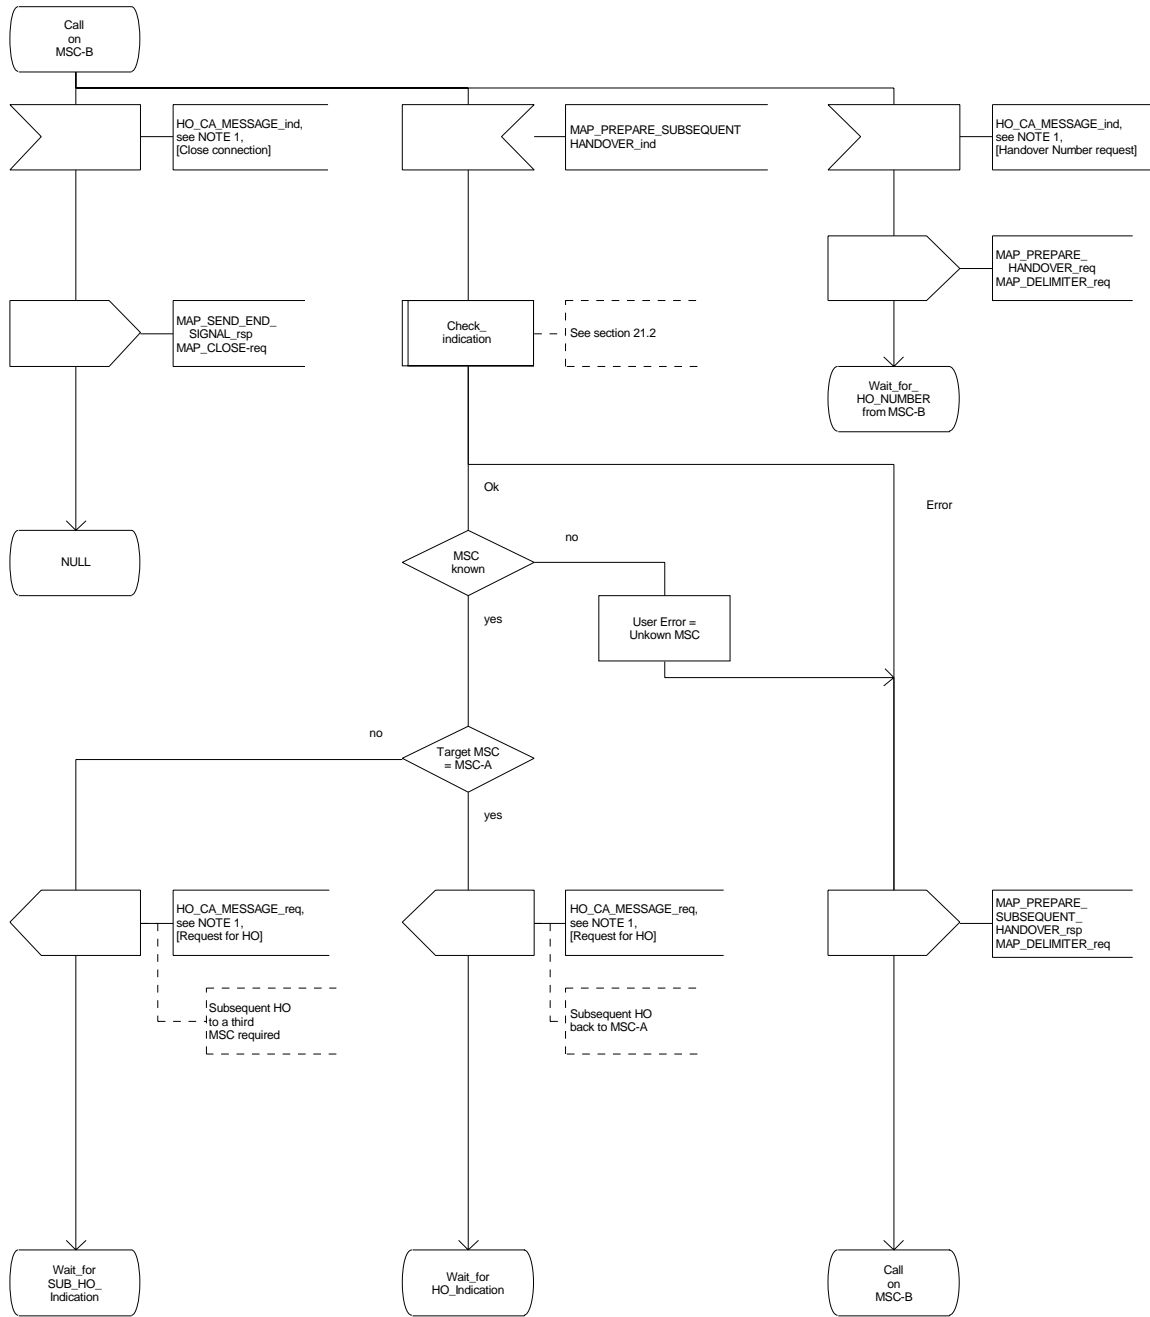 Call
on
MSC-B
HO_CA_MESSAGE_ind,
see NOTE 1,
[Close connection]
MAP_PREPARE_SUBSEQUENT
HANDOVER_ind
HO_CA_MESSAGE_ind,
see NOTE 1,
[Handover Number request]
MAP_PREPARE_
HANDOVER_req
MAP_DELIMITER_req
MAP_SEND_END_
SIGNAL_rsp
MAP_CLOSE-req
Check_
indication
See section 21.2
Wait_for_
HO_NUMBER
from MSC-B
Ok
Error
NULL
MSC
known
no
yes
User Error =
Unkown MSC
no
Target MSC
= MSC-A
yes
HO_CA_MESSAGE_req,
see NOTE 1,
[Request for HO]
HO_CA_MESSAGE_req,
see NOTE 1,
[Request for HO]
MAP_PREPARE_
SUBSEQUENT_
HANDOVER_rsp
MAP_DELIMITER_req
Subsequent HO
to a third
MSC required
Subsequent HO
back to MSC-A
Wait_for
SUB_HO_
Indication
Wait_for
HO_Indication
Call
on
MSC-B